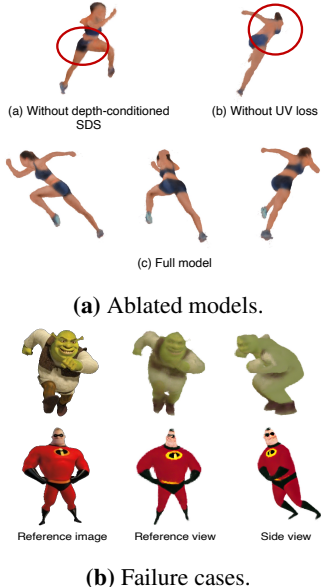 (a) Without depth-conditioned
SDS
(b) Without UV loss
(c) Full model
(a) Ablated models.
Reference image
Reference view
Side view
(b) Failure cases.